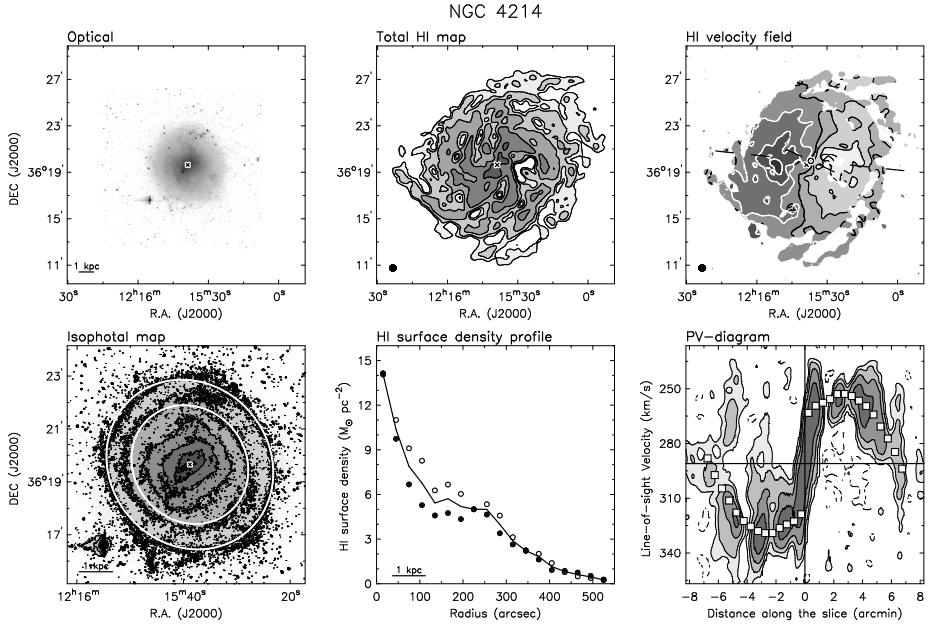 NGC 4214
Optical
Total HI map
HI velocity field
DEC (J2000)
27'
23'
36°19'
15'
11'
1 kpc
30ˢ
12ʰ16ᵐ
15ᵐ30ˢ
0ˢ
R.A. (J2000)
27'
23'
36°19'
15'
11'
30ˢ
12ʰ16ᵐ
15ᵐ30ˢ
0ˢ
R.A. (J2000)
27'
23'
36°19'
15'
11'
30ˢ
12ʰ16ᵐ
15ᵐ30ˢ
0ˢ
R.A. (J2000)
Isophotal map
HI surface density profile
PV-diagram
DEC (J2000)
23'
21'
36°19'
17'
1 kpc
12ʰ16ᵐ
15ᵐ40ˢ
20ˢ
R.A. (J2000)
HI surface density (M⊙ pc⁻²)
15
12
9
6
3
0
1 kpc
0 100 200 300 400 500
Radius (arcsec)
Line-of-sight Velocity (km/s)
250
280
310
340
−8 −6 −4 −2 0 2 4 6 8
Distance along the slice (arcmin)